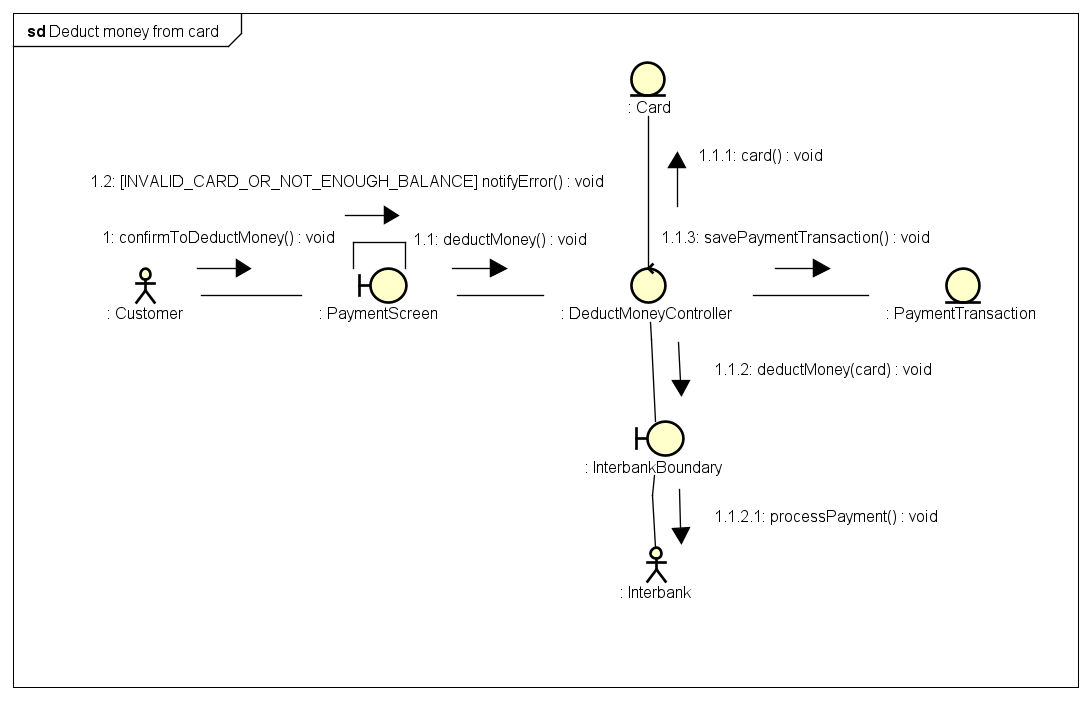 sd Deduct money from card
: Card
1.1.1: card() : void
1.2: [INVALID_CARD_OR_NOT_ENOUGH_BALANCE] notifyError() : void
1: confirmToDeductMoney() : void
1.1: deductMoney() : void
1.1.3: savePaymentTransaction() : void
: Customer
: PaymentScreen
: DeductMoneyController
: PaymentTransaction
1.1.2: deductMoney(card) : void
: InterbankBoundary
1.1.2.1: processPayment() : void
: Interbank